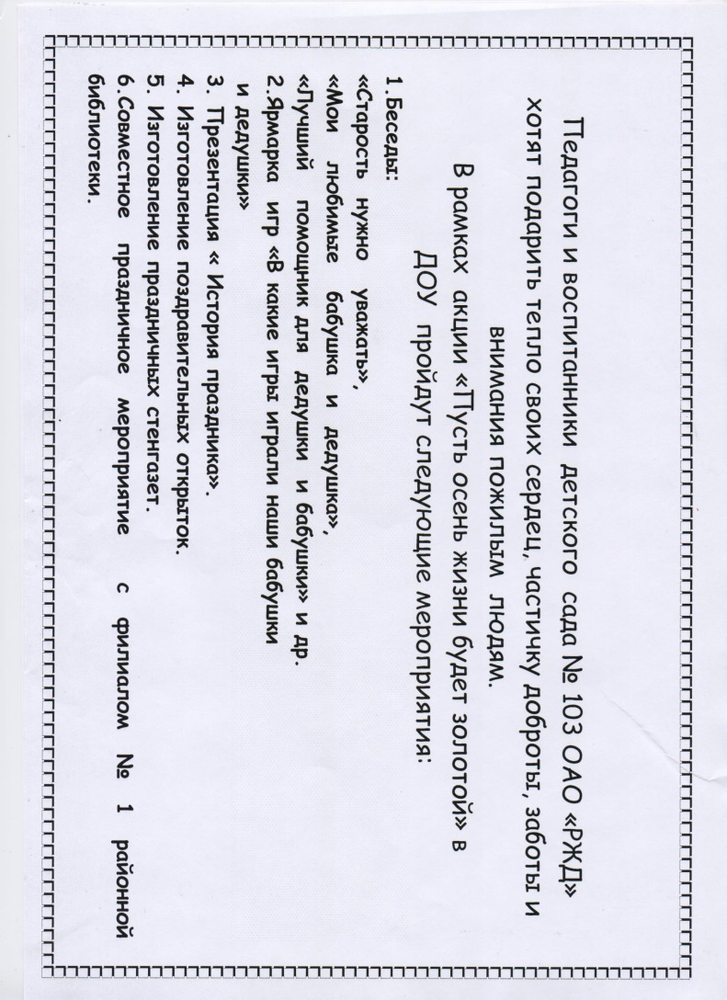 Педагоги и воспитанники детского сада № 103 ОАО «РЖД»
хотят подарить тепло своих сердец, частичку доброты, заботы и
внимания пожилым людям.
В рамках акции «Пусть осень жизни будет золотой» в
ДОУ пройдут следующие мероприятия:
1.Беседы:
«Старость нужно уважать»,
«Мои любимые бабушка и дедушка»,
«Лучший помощник для дедушки и бабушки» и др.
2.Ярмарка игр «В какие игры играли наши бабушки
и дедушки»
3. Презентация « История праздника».
4. Изготовление поздравительных открыток.
5. Изготовление праздничных стенгазет.
6.Совместное праздничное мероприятие с филиалом № 1 районной
библиотеки.